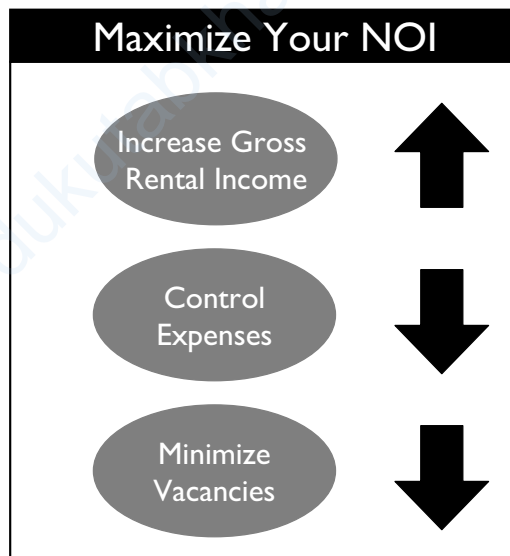 Maximize Your NOI
Increase Gross
Rental Income
Control
Expenses
Minimize
Vacancies